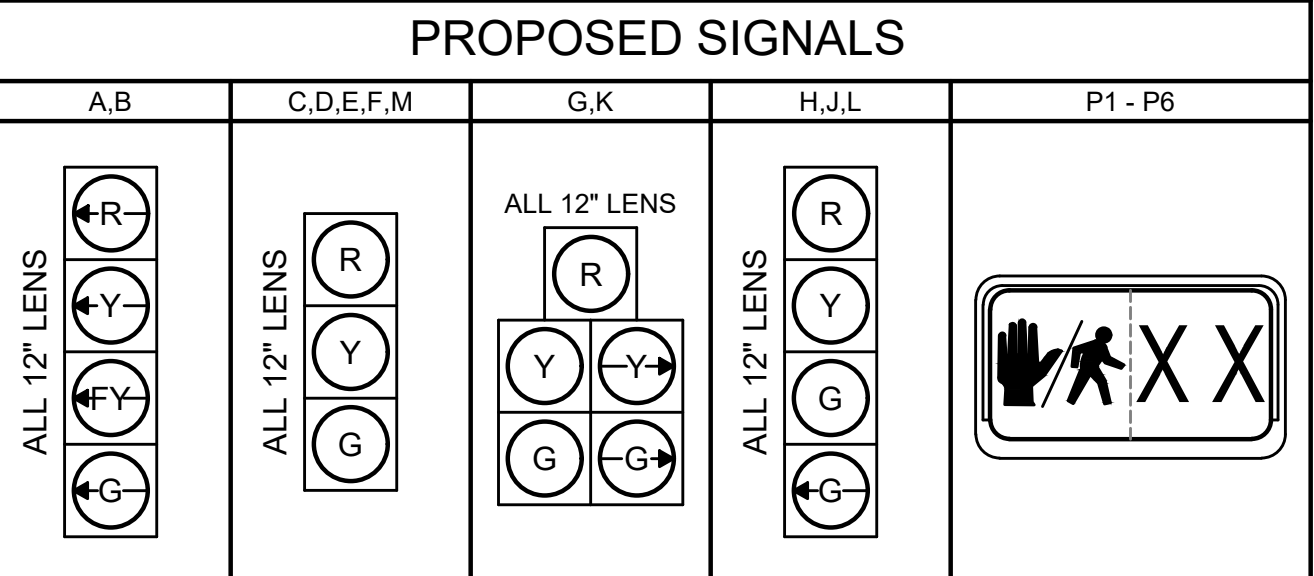 PROPOSED SIGNALS
A,B
C,D,E,F,M
G,K
H,J,L
P1 - P6
ALL 12" LENS
R
Y
FY
G
ALL 12" LENS
R
Y
G
ALL 12" LENS
R
Y Y
G G
ALL 12" LENS
R
Y
G
G
X X